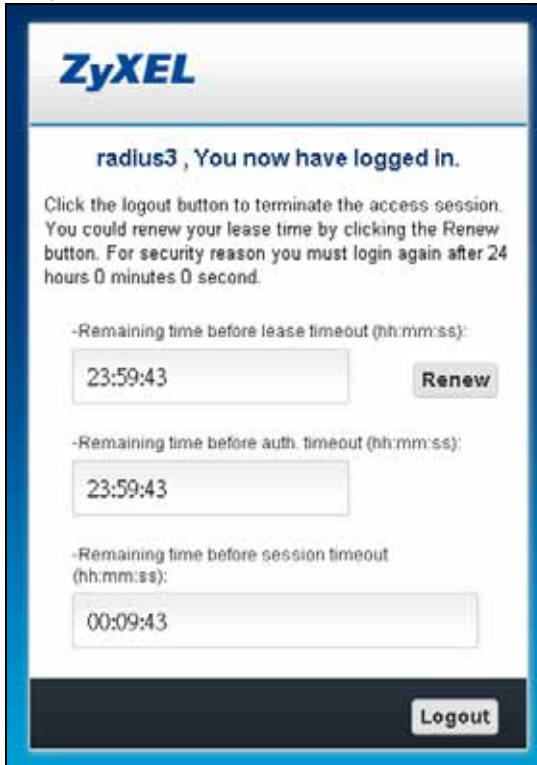 ZyXEL
radius3 , You now have logged in.
Click the logout button to terminate the access session.
You could renew your lease time by clicking the Renew
button. For security reason you must login again after 24
hours 0 minutes 0 second.
-Remaining time before lease timeout (hh:mm:ss):
23:59:43
Renew
-Remaining time before auth. timeout (hh:mm:ss):
23:59:43
-Remaining time before session timeout
(hh:mm:ss):
00:09:43
Logout